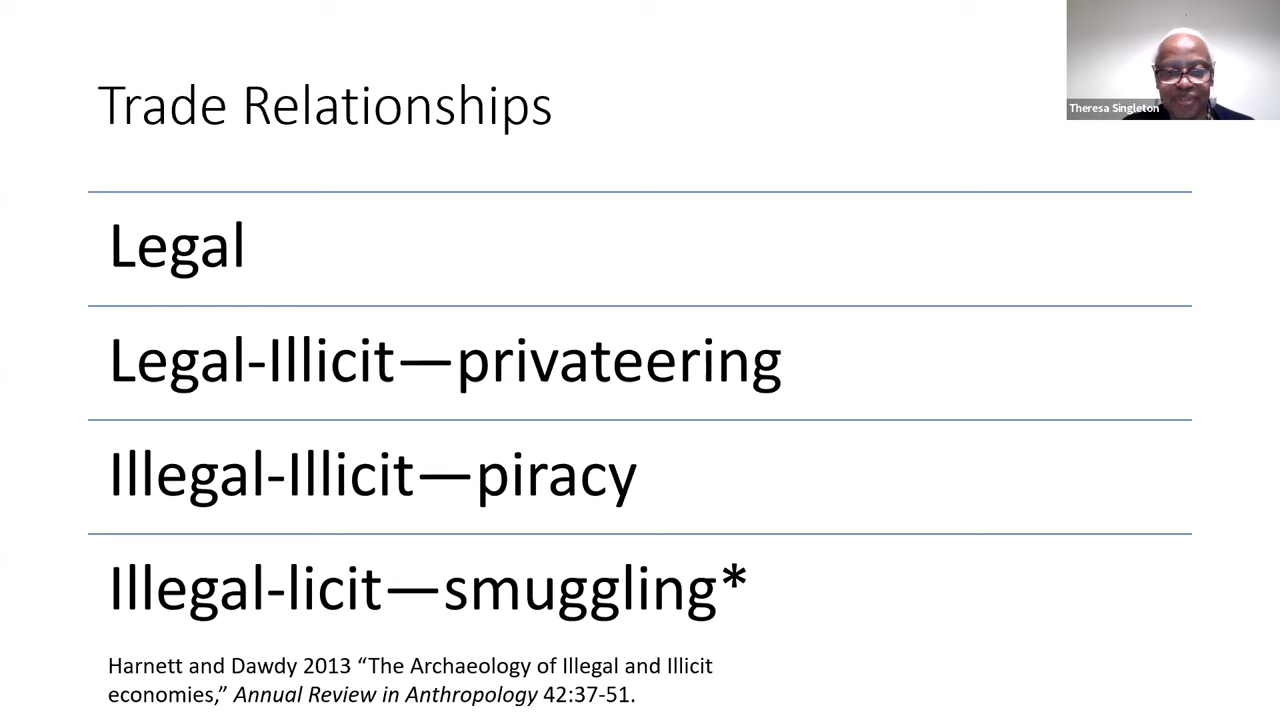 Trade Relationships
Theresa Singleton
Legal
Legal-Illicit—privateering
Illegal-Illicit—piracy
Illegal-licit—smuggling*
Harnett and Dawdy 2013 “The Archaeology of Illegal and Illicit
economies,” Annual Review in Anthropology 42:37-51.